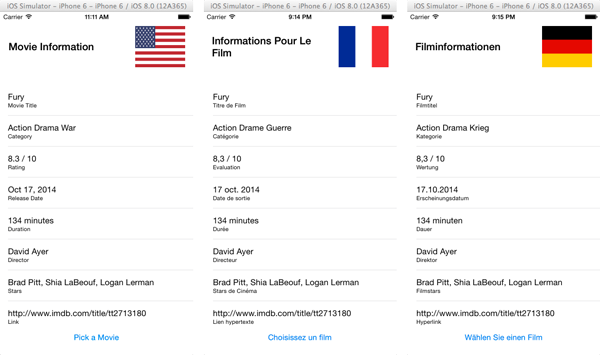 iOS Simulator – iPhone 6 – iPhone 6 / iOS 8.0 (12A365)
Carrier 11:11 AM
Movie Information
Fury
Movie Title
Action Drama War
Category
8.3 / 10
Rating
Oct 17, 2014
Release Date
134 minutes
Duration
David Ayer
Director
Brad Pitt, Shia LaBeouf, Logan Lerman
Stars
http://www.imdb.com/title/tt2713180
Link
Pick a Movie
iOS Simulator – iPhone 6 – iPhone 6 / iOS 8.0 (12A365)
Carrier 9:14 PM
Informations Pour Le
Film
Fury
Titre de Film
Action Drame Guerre
Catégorie
8,3 / 10
Evaluation
17 oct. 2014
Date de sortie
134 minutes
Durée
David Ayer
Directeur
Brad Pitt, Shia LaBeouf, Logan Lerman
Stars de Cinéma
http://www.imdb.com/title/tt2713180
Lien hypertexte
Choisissez un film
iOS Simulator – iPhone 6 – iPhone 6 / iOS 8.0 (12A365)
Carrier 9:15 PM
Filminformationen
Fury
Filmtitel
Action Drama Krieg
Kategorie
8,3 / 10
Wertung
17.10.2014
Erscheinungsdatum
134 minuten
Dauer
David Ayer
Direktor
Brad Pitt, Shia LaBeouf, Logan Lerman
Filmstars
http://www.imdb.com/title/tt2713180
Hyperlink
Wählen Sie einen Film